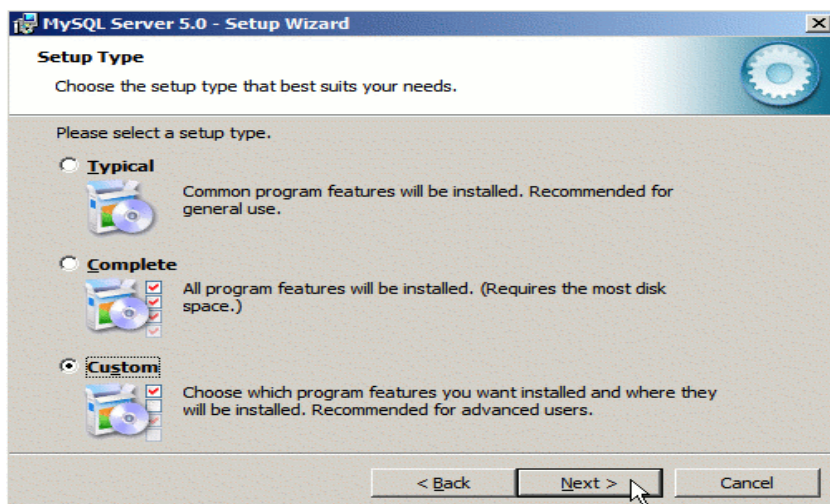 MySQL Server 5.0 - Setup Wizard
Setup Type
Choose the setup type that best suits your needs.
Please select a setup type.
Typical
Common program features will be installed. Recommended for
general use.
Complete
All program features will be installed. (Requires the most disk
space.)
Custom
Choose which program features you want installed and where they
will be installed. Recommended for advanced users.
< Back
Next >
Cancel